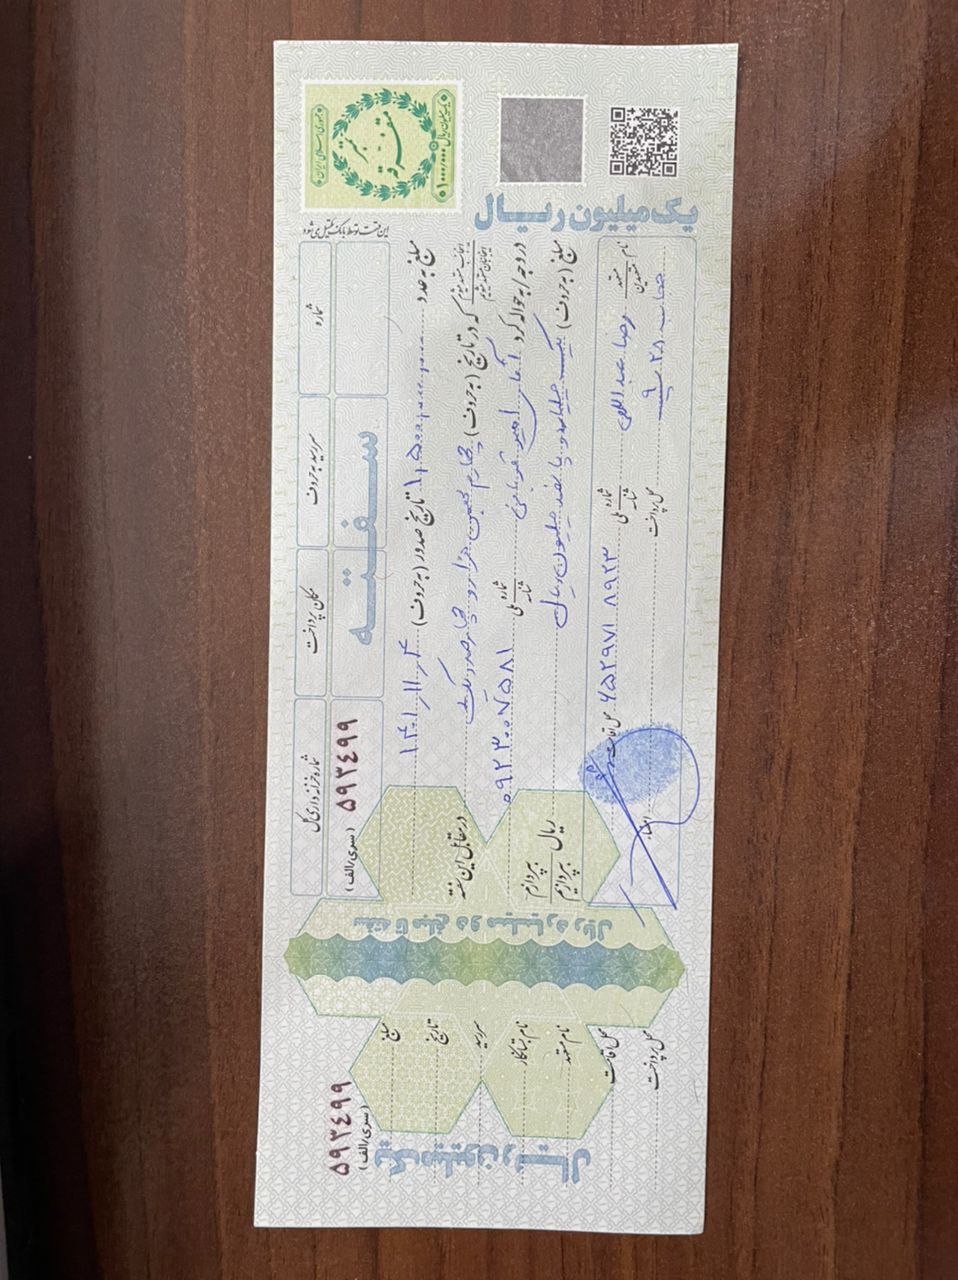 شماره
سررسید به حروف
مکان پرداخت
شماره خزانه داری کل
سفته
۵۹۳۴۹۹ (سری/الف)
جمهوری اسلامی ایران
تمبر
متفرقه
یک میلیون ریال ۱۰۰۰/۰۰۰
مبلغ به عدد ۱,۵۰۰,۰۰۰,۰۰۰ تاریخ صدور (به حروف) ۱۴۰۱/۱۱/۴
اینجانب متعهد میشوم
اینجانبان متعهد میشویم
که در تاریخ (به حروف) چهارم بهمن هزار و چهارصد و یک در مقابل این سفته
در وجه / به حواله کرد آقای امیر قربانی شماره ملی شناسه ۰۹۲۳۰۰۷۵۸۱
مبلغ (به حروف) یک میلیارد و پانصد میلیون ریال ریال بپردازم
بپردازیم
نام متعهد متعهدین رضا عبداللهی شماره ملی شناسه ۶۵۲۹۷۱۸۹۲۳ محل اقامت
۲۸ پ ۹ محل پرداخت امضاء
یک میلیون ریال
سفته تا مبلغ دو میلیارد ریال
۵۹۳۴۹۹
(سری/الف)
یک میلیون ریال
مبلغ
تاریخ
سررسید
نام بستانکار
نام متعهد
محل اقامت
محل پرداخت